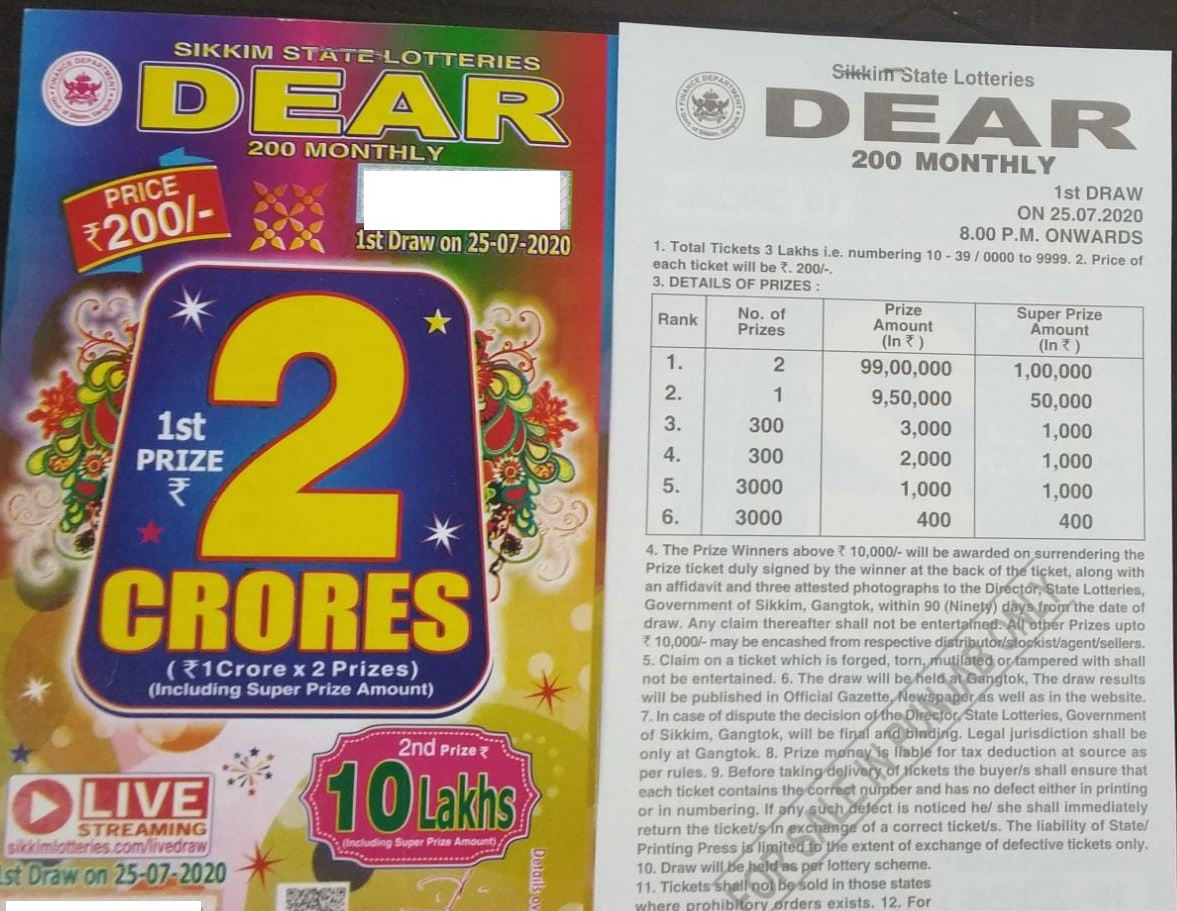 SIKKIM STATE LOTTERIES
DEAR
200 MONTHLY
PRICE
₹200/-
1st Draw on 25-07-2020
1st
PRIZE
₹
2
CRORES
( ₹1Crore x 2 Prizes)
(Including Super Prize Amount)
2nd Prize ₹
10 Lakhs
(Including Super Prize Amount)
LIVE
STREAMING
sikkimlotteries.com/livedraw
1st Draw on 25-07-2020
Details
Sikkim State Lotteries
FINANCE DEPARTMENT
DEAR
200 MONTHLY
1st DRAW
ON 25.07.2020
8.00 P.M. ONWARDS
1. Total Tickets 3 Lakhs i.e. numbering 10 - 39 / 0000 to 9999. 2. Price of
each ticket will be ₹. 200/-.
3. DETAILS OF PRIZES :
Rank No. of Prizes Prize Amount (In ₹ ) Super Prize Amount (In ₹ )
1. 2 99,00,000 1,00,000
2. 1 9,50,000 50,000
3. 300 3,000 1,000
4. 300 2,000 1,000
5. 3000 1,000 1,000
6. 3000 400 400
4. The Prize Winners above ₹ 10,000/- will be awarded on surrendering the
Prize ticket duly signed by the winner at the back of the ticket, along with
an affidavit and three attested photographs to the Director, State Lotteries,
Government of Sikkim, Gangtok, within 90 (Ninety) days from the date of
draw. Any claim thereafter shall not be entertained. All other Prizes upto
₹ 10,000/- may be encashed from respective distributor/stockist/agent/sellers.
5. Claim on a ticket which is forged, torn, mutilated or tampered with shall
not be entertained. 6. The draw will be held at Gangtok, The draw results
will be published in Official Gazette, Newspaper as well as in the website.
7. In case of dispute the decision of the Director, State Lotteries, Government
of Sikkim, Gangtok, will be final and binding. Legal jurisdiction shall be
only at Gangtok. 8. Prize money is liable for tax deduction at source as
per rules. 9. Before taking delivery of tickets the buyer/s shall ensure that
each ticket contains the correct number and has no defect either in printing
or in numbering. If any such defect is noticed he/ she shall immediately
return the ticket/s in exchange of a correct ticket/s. The liability of State/
Printing Press is limited to the extent of exchange of defective tickets only.
10. Draw will be held as per lottery scheme.
11. Tickets shall not be sold in those states
where prohibitory orders exists. 12. For
FOR SALE IN PUNJAB ONLY